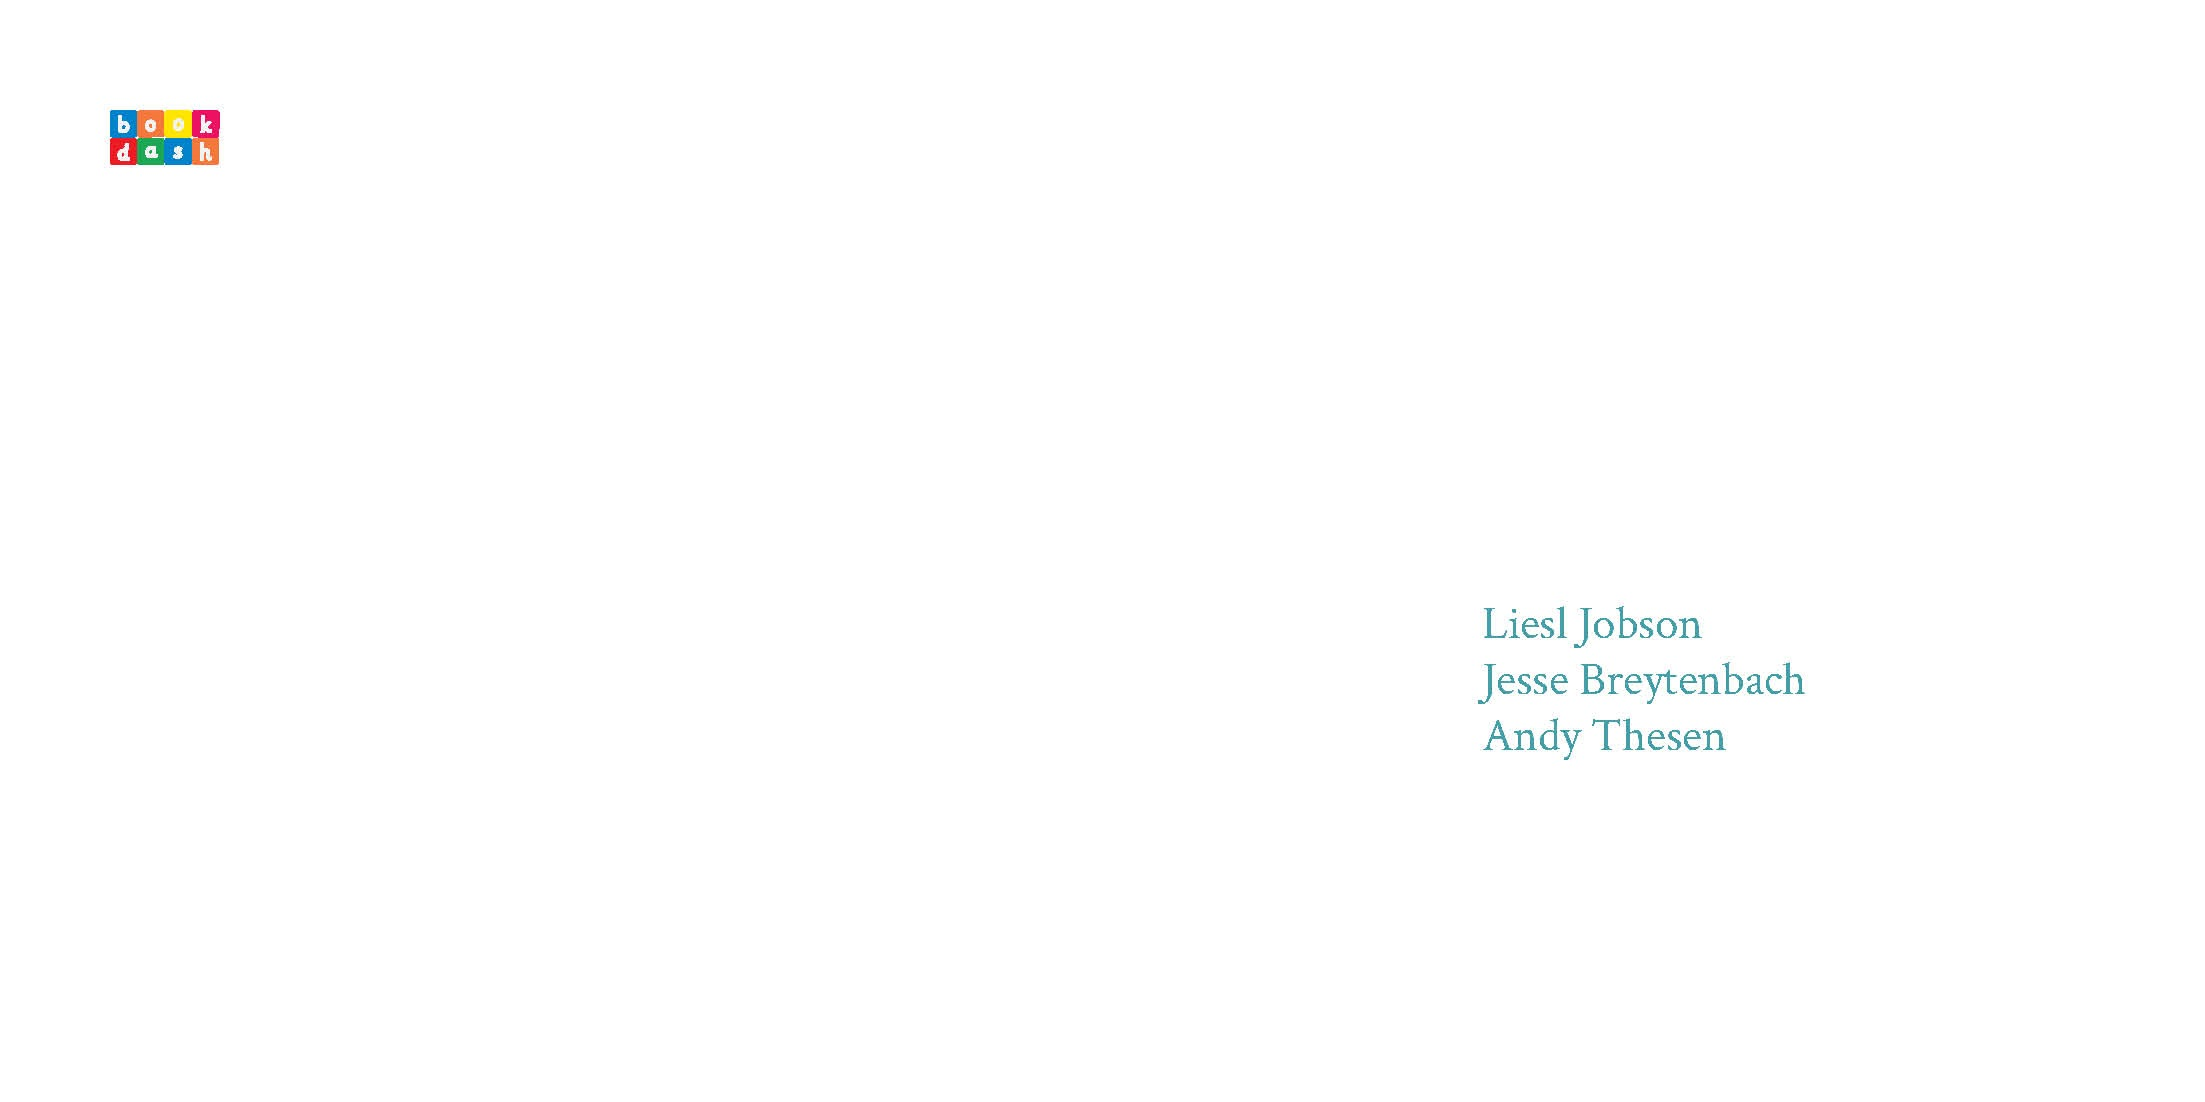 book
dash
Liesl Jobson
Jesse Breytenbach
Andy Thesen